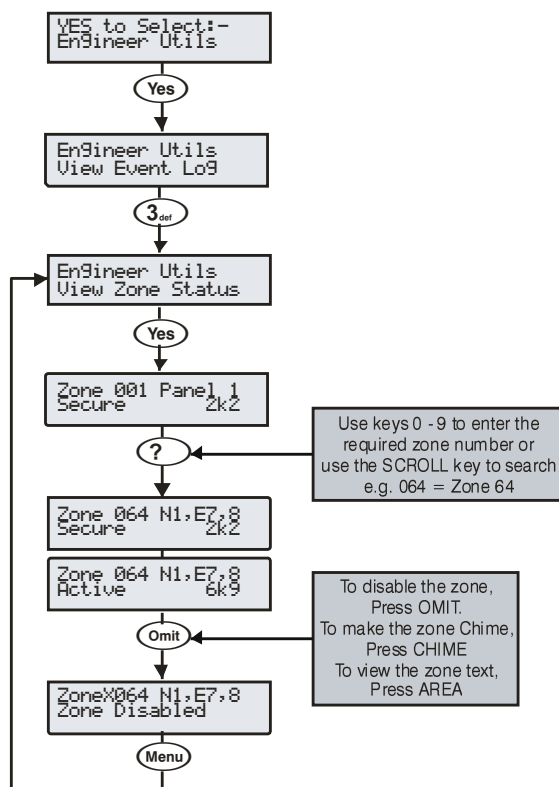 YES to Select:-
Engineer Utils
Yes
Engineer Utils
View Event Log
3def
Engineer Utils
View Zone Status
Yes
Zone 001 Panel 1
Secure 2k2
?
Use keys 0 - 9 to enter the
required zone number or
use the SCROLL key to search
e.g. 064 = Zone 64
Zone 064 N1,E7,8
Secure 2k2
Zone 064 N1,E7,8
Active 6k9
Omit
To disable the zone,
Press OMIT.
To make the zone Chime,
Press CHIME
To view the zone text,
Press AREA
ZoneX064 N1,E7,8
Zone Disabled
Menu